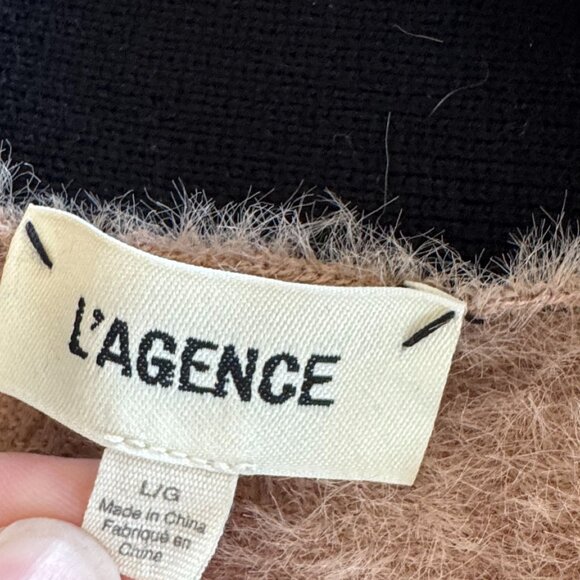 L'AGENCE
L/G
Made in China
Fabriqué en
Chine